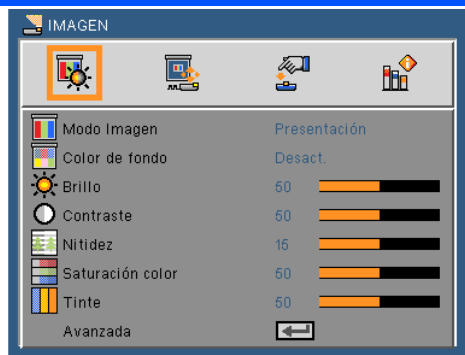 IMAGEN
Modo Imagen Presentación
Color de fondo Desact.
Brillo 50
Contraste 50
Nitidez 15
Saturación color 50
Tinte 50
Avanzada